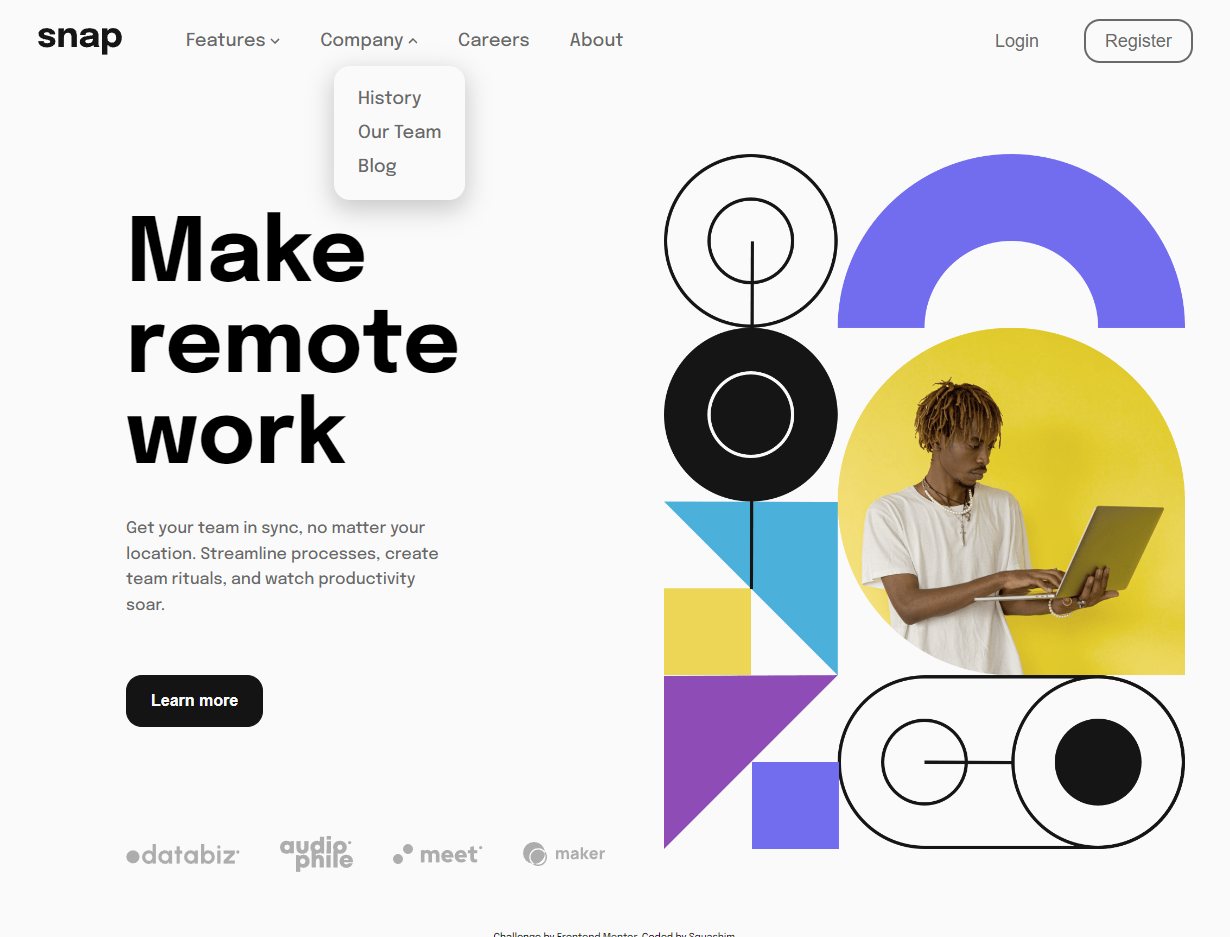 snap Features Company Careers About Login Register
History
Our Team
Blog
Make
remote
work
Get your team in sync, no matter your
location. Streamline processes, create
team rituals, and watch productivity
soar.
Learn more
databiz audiophile meet maker
Challenge by Frontend Mentor. Coded by Squashim